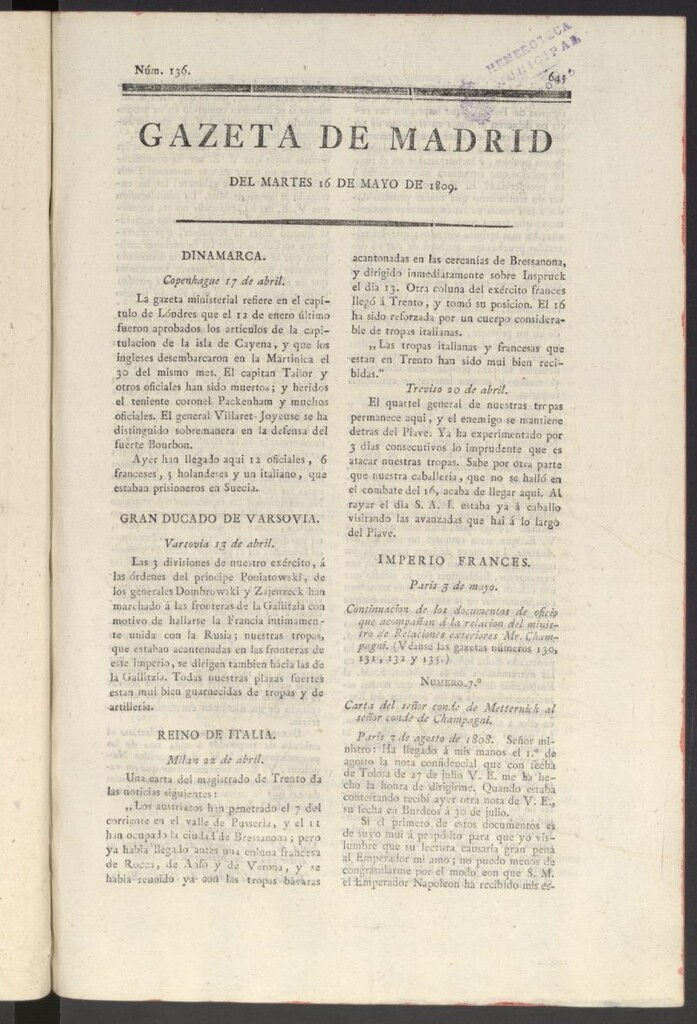 Núm. 136.
645
HEMEROTECA
MUNICIPAL
GAZETA DE MADRID
DEL MARTES 16 DE MAYO DE 1809.
DINAMARCA.
Copenhague 17 de abril.
La gazeta ministerial refiere en el capí-
tulo de Lóndres que el 12 de enero último
fueron aprobados los artículos de la capi-
tulacion de la isla de Cayena, y que los
ingleses desembarcaron en la Martinica el
30 del mismo mes. El capitan Tailor y
otros oficiales han sido muertos; y heridos
el teniente coronel Packenham y muchos
oficiales. El general Villaret-Joyeuse se ha
distinguido sobremanera en la defensa del
fuerte Bourbon.
Ayer han llegado aqui 12 oficiales, 6
franceses, 5 holandeses y un italiano, que
estaban prisioneros en Suecia.
GRAN DUCADO DE VARSOVIA.
Varsovia 13 de abril.
Las 3 divisiones de nuestro exército, á
las órdenes del príncipe Poniatowski, de
los generales Dombrowski y Zajenzeck han
marchado á las fronteras de la Gallitzia con
motivo de hallarse la Francia intimamen-
te unida con la Rusia; nuestras tropas,
que estaban acantonadas en las fronteras de
este imperio, se dirigen tambien hácia las de
la Gallitzia. Todas nuestras plazas fuertes
estan mui bien guarnecidas de tropas y de
artillería.
REINO DE ITALIA.
Milan 22 de abril.
Una carta del magistrado de Trento da
las noticias siguientes:
„Los austriacos han penetrado el 7 del
corriente en el valle de Pusseria, y el 11
han ocupado la ciudad de Bressanona; pero
ya habia llegado antes una coluna francesa
de Rocca, de Anfo y de Verona, y se
habia reunido ya con las tropas bávaras
acantonadas en las cercanías de Bressanona,
y dirigido inmediatamente sobre Inspruck
el dia 13. Otra coluna del exército frances
llegó á Trento, y tomó su posicion. El 16
ha sido reforzada por un cuerpo considera-
ble de tropas italianas.
„Las tropas italianas y francesas que
estan en Trento han sido mui bien reci-
bidas."
Treviso 20 de abril.
El quartel general de nuestras tropas
permanece aqui, y el enemigo se mantiene
detras del Piave. Ya ha experimentado por
3 dias consecutivos lo imprudente que es
atacar nuestras tropas. Sabe por otra parte
que nuestra caballería, que no se halló en
el combate del 16, acaba de llegar aqui. Al
rayar el dia S. A. I. estaba ya á caballo
visitando las avanzadas que hai á lo largo
del Piave.
IMPERIO FRANCES.
Paris 3 de mayo.
Continuacion de los documentos de oficio
que acompañan á la relacion del minis-
tro de Relaciones exteriores Mr. Cham-
pagni. (Véanse las gazetas números 130,
131, 132 y 135.)
NUMERO 7.º
Carta del señor conde de Metternich al
señor conde de Champagni.
Paris 3 de agosto de 1808. Señor mi-
nistro: Ha llegado á mis manos el 1.º de
agosto la nota confidencial que con fecha
de Tolosa de 27 de julio V. E. me ha he-
cho la honra de dirigirme. Quando estaba
contestando recibí ayer otra nota de V. E.,
su fecha en Burdeos á 30 de julio.
Si el primero de estos documentos es
de suyo mui á propósito para que yo vis-
lumbre que su lectura causaria gran pena
al Emperador mi amo; no puedo menos de
congratularme por el modo con que S. M.
el Emperador Napoleon ha recibido mis es-